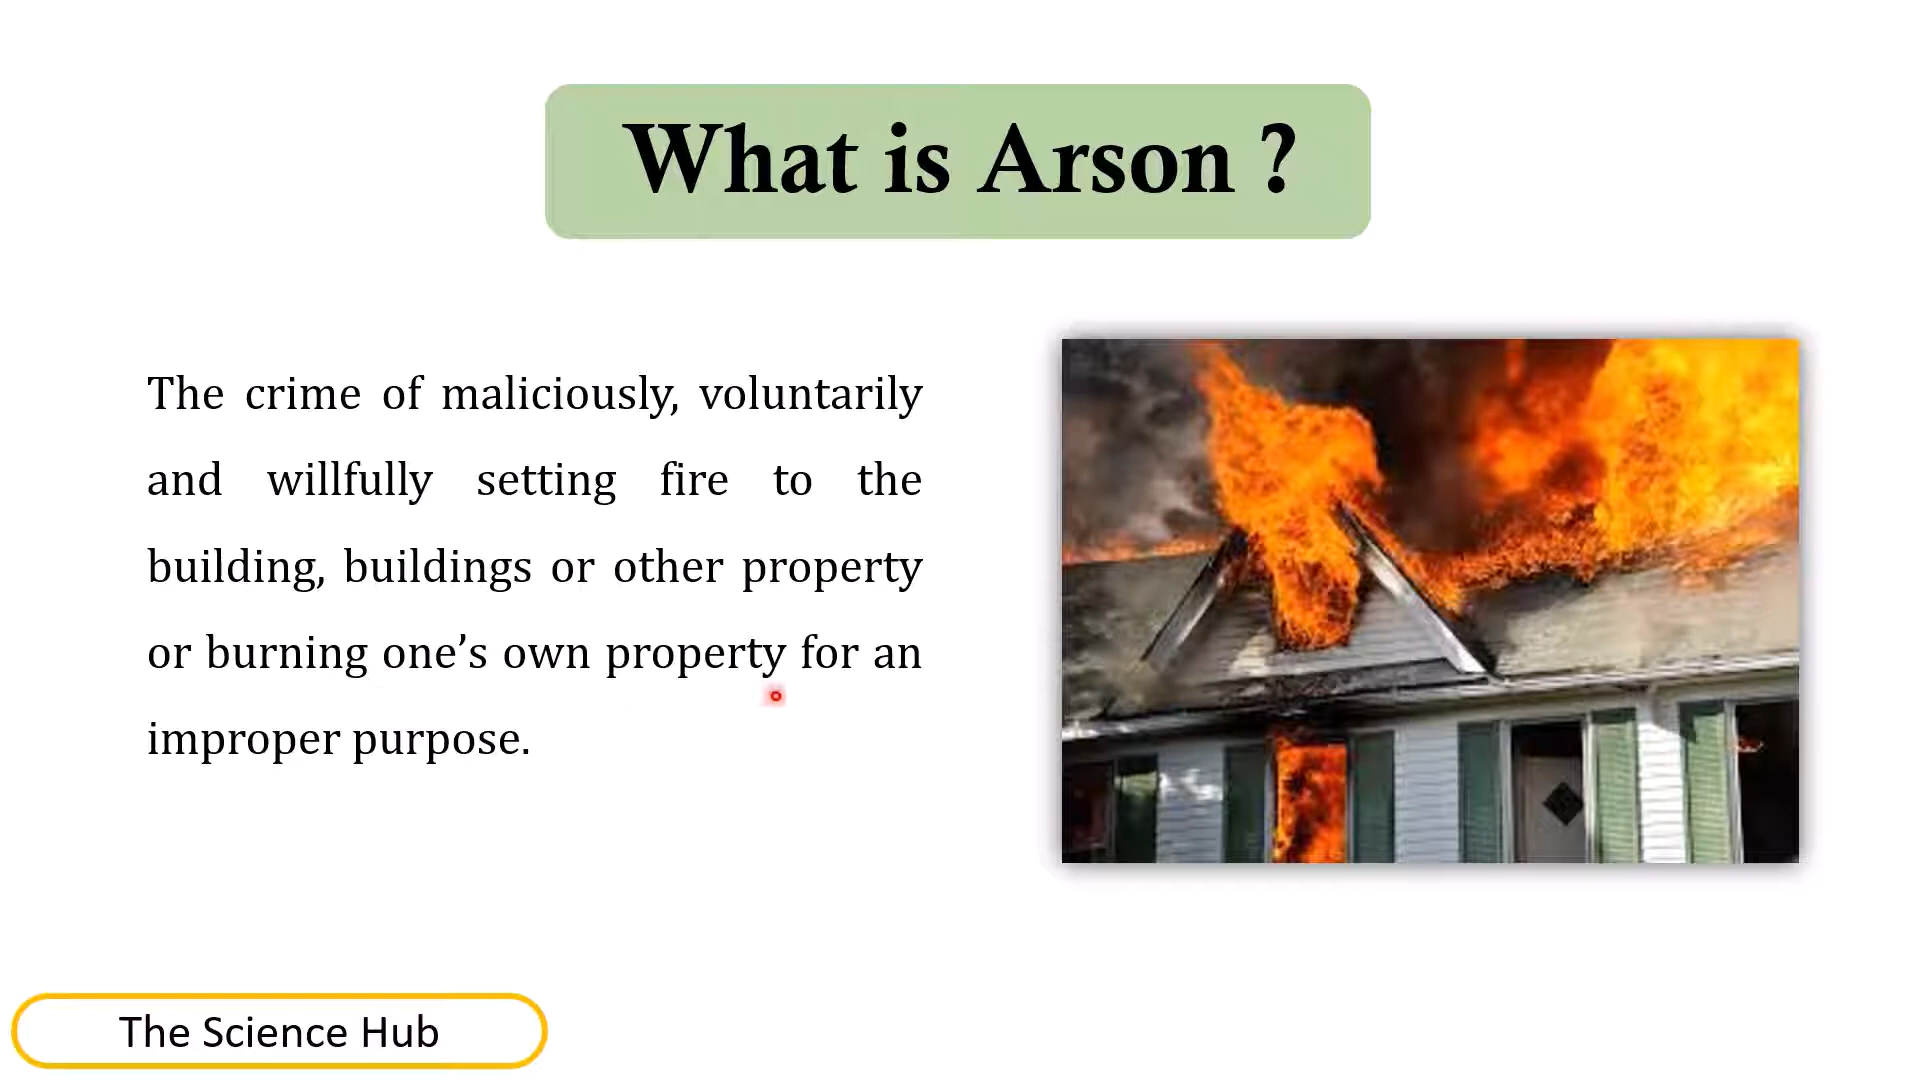 What is Arson ?
The crime of maliciously, voluntarily
and willfully setting fire to the
building, buildings or other property
or burning one’s own property for an
improper purpose.
The Science Hub